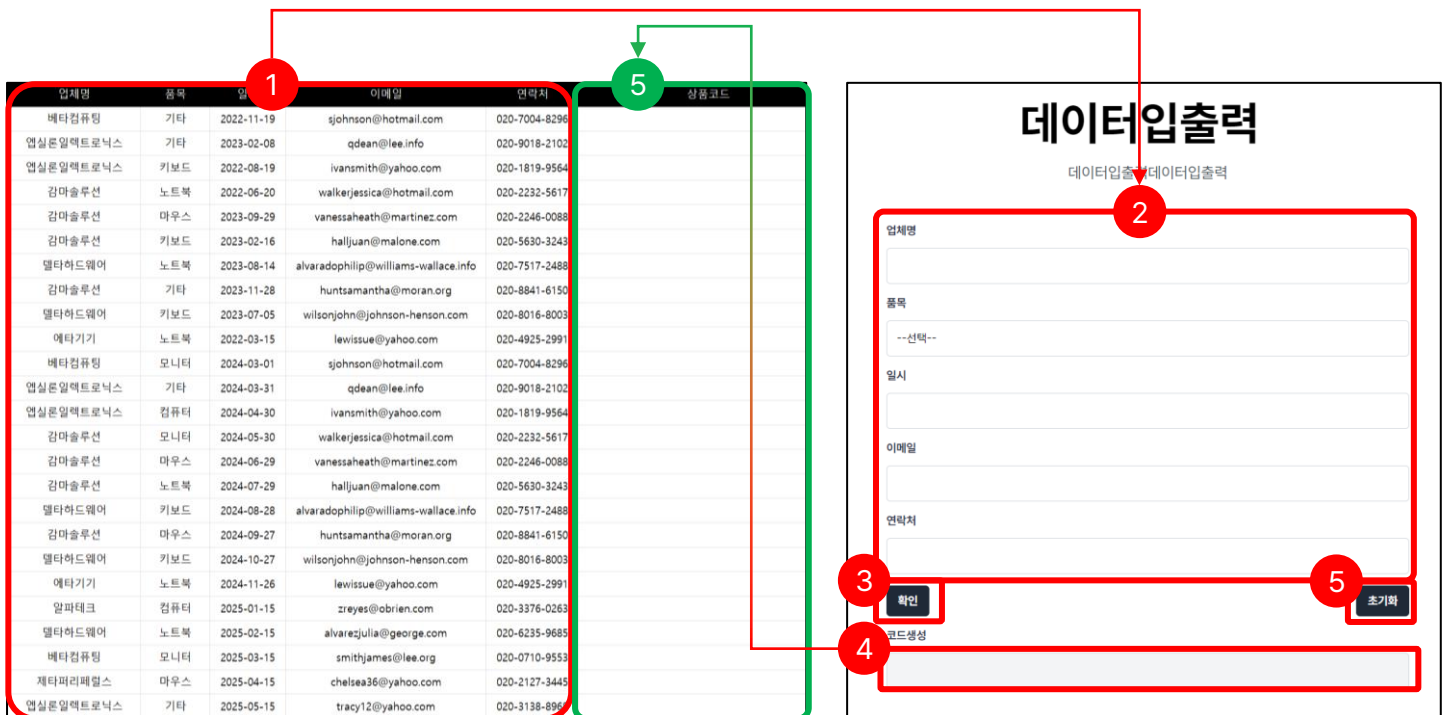 업체명 품목 일 1 이메일 연락처 5 상품코드
베타컴퓨팅 기타 2022-11-19 sjohnson@hotmail.com 020-7004-8296
엡실론일렉트로닉스 기타 2023-02-08 qdean@lee.info 020-9018-2102
엡실론일렉트로닉스 키보드 2022-08-19 ivansmith@yahoo.com 020-1819-9564
감마솔루션 노트북 2022-06-20 walkerjessica@hotmail.com 020-2232-5617
감마솔루션 마우스 2023-09-29 vanessaheath@martinez.com 020-2246-0088
감마솔루션 키보드 2023-02-16 halljuan@malone.com 020-5630-3243
델타하드웨어 노트북 2023-08-14 alvaradophilip@williams-wallace.info 020-7517-2488
감마솔루션 기타 2023-11-28 huntsamantha@moran.org 020-8841-6150
델타하드웨어 키보드 2023-07-05 wilsonjohn@johnson-henson.com 020-8016-8003
에타기기 노트북 2022-03-15 lewissue@yahoo.com 020-4925-2991
베타컴퓨팅 모니터 2024-03-01 sjohnson@hotmail.com 020-7004-8296
엡실론일렉트로닉스 기타 2024-03-31 qdean@lee.info 020-9018-2102
엡실론일렉트로닉스 컴퓨터 2024-04-30 ivansmith@yahoo.com 020-1819-9564
감마솔루션 모니터 2024-05-30 walkerjessica@hotmail.com 020-2232-5617
감마솔루션 마우스 2024-06-29 vanessaheath@martinez.com 020-2246-0088
감마솔루션 노트북 2024-07-29 halljuan@malone.com 020-5630-3243
델타하드웨어 키보드 2024-08-28 alvaradophilip@williams-wallace.info 020-7517-2488
감마솔루션 마우스 2024-09-27 huntsamantha@moran.org 020-8841-6150
델타하드웨어 키보드 2024-10-27 wilsonjohn@johnson-henson.com 020-8016-8003
에타기기 노트북 2024-11-26 lewissue@yahoo.com 020-4925-2991
알파테크 컴퓨터 2025-01-15 zreyes@obrien.com 020-3376-0263
델타하드웨어 노트북 2025-02-15 alvarezjulia@george.com 020-6235-9685
베타컴퓨팅 모니터 2025-03-15 smithjames@lee.org 020-0710-9553
제타퍼리페럴스 마우스 2025-04-15 chelsea36@yahoo.com 020-2127-3445
엡실론일렉트로닉스 기타 2025-05-15 tracy12@yahoo.com
데이터입출력
데이터입출력데이터입출력
2
업체명
품목
--선택--
일시
이메일
연락처
3 5
확인 초기화
4 코드생성